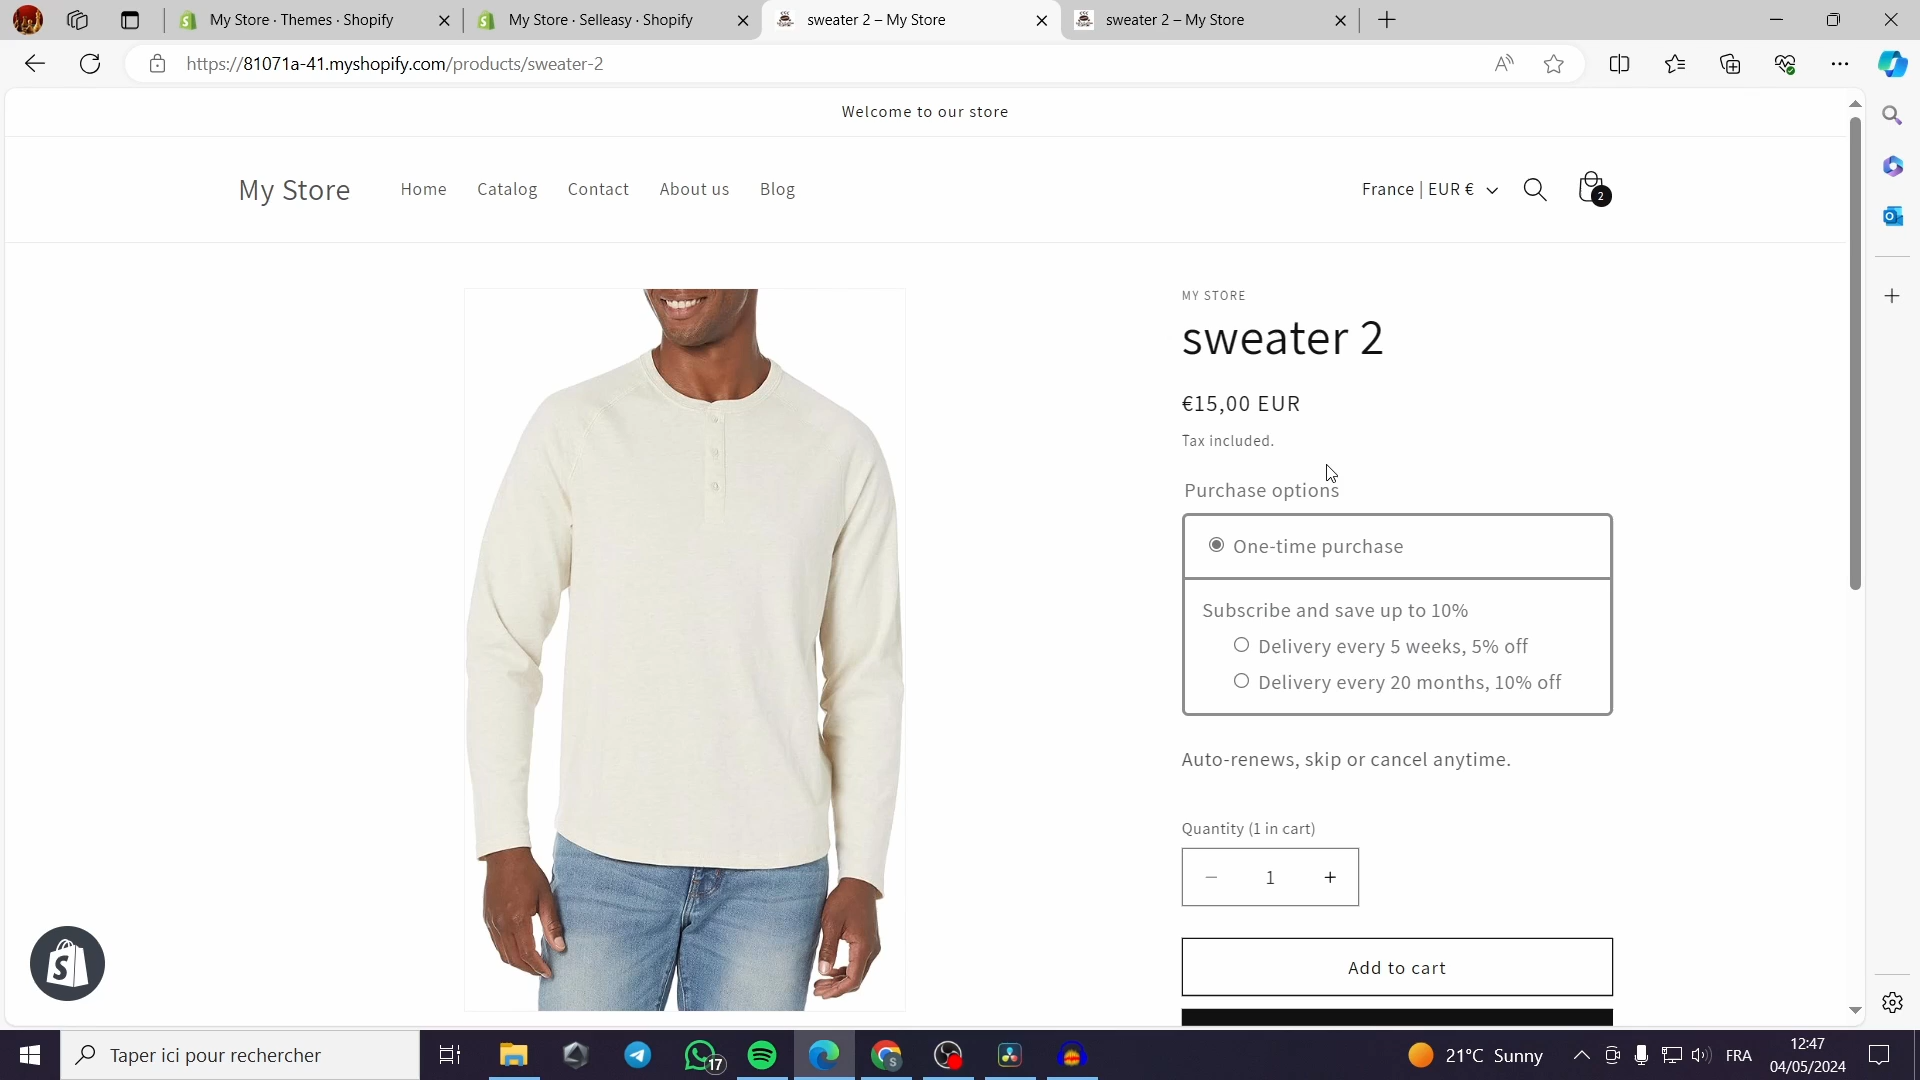 My Store · Themes · Shopify
My Store · Selleasy · Shopify
sweater 2 – My Store
sweater 2 – My Store
https://81071a-41.myshopify.com/products/sweater-2
Welcome to our store
My Store
Home
Catalog
Contact
About us
Blog
France | EUR €
2
MY STORE
sweater 2
€15,00 EUR
Tax included.
Purchase options
One-time purchase
Subscribe and save up to 10%
Delivery every 5 weeks, 5% off
Delivery every 20 months, 10% off
Auto-renews, skip or cancel anytime.
Quantity (1 in cart)
− 1 +
Add to cart
Taper ici pour rechercher
17
21°C Sunny
FRA
12:47
04/05/2024